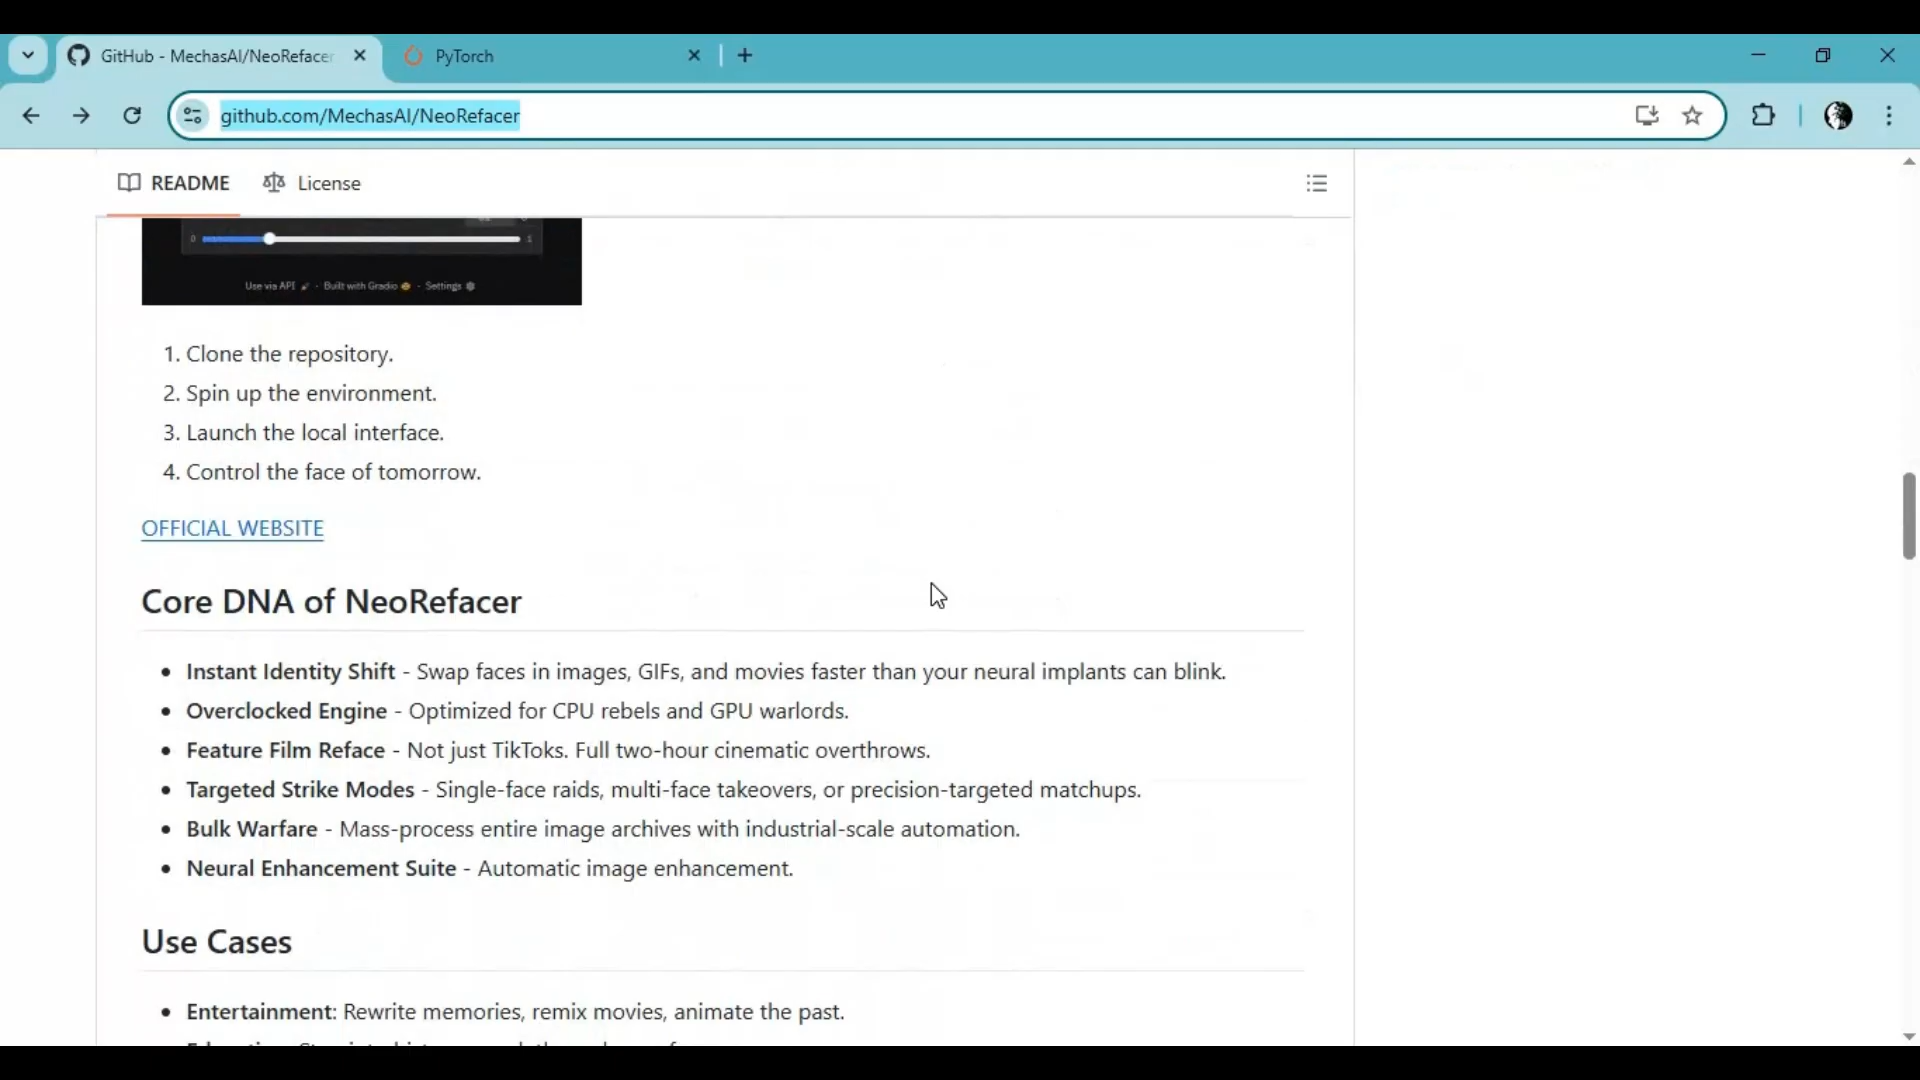 GitHub - MechasAI/NeoRefacer
PyTorch
github.com/MechasAI/NeoRefacer
README
License
0
1
Use via API · Built with Gradio · Settings
1. Clone the repository.
2. Spin up the environment.
3. Launch the local interface.
4. Control the face of tomorrow.
OFFICIAL WEBSITE
Core DNA of NeoRefacer
• Instant Identity Shift - Swap faces in images, GIFs, and movies faster than your neural implants can blink.
• Overclocked Engine - Optimized for CPU rebels and GPU warlords.
• Feature Film Reface - Not just TikToks. Full two-hour cinematic overthrows.
• Targeted Strike Modes - Single-face raids, multi-face takeovers, or precision-targeted matchups.
• Bulk Warfare - Mass-process entire image archives with industrial-scale automation.
• Neural Enhancement Suite - Automatic image enhancement.
Use Cases
• Entertainment: Rewrite memories, remix movies, animate the past.